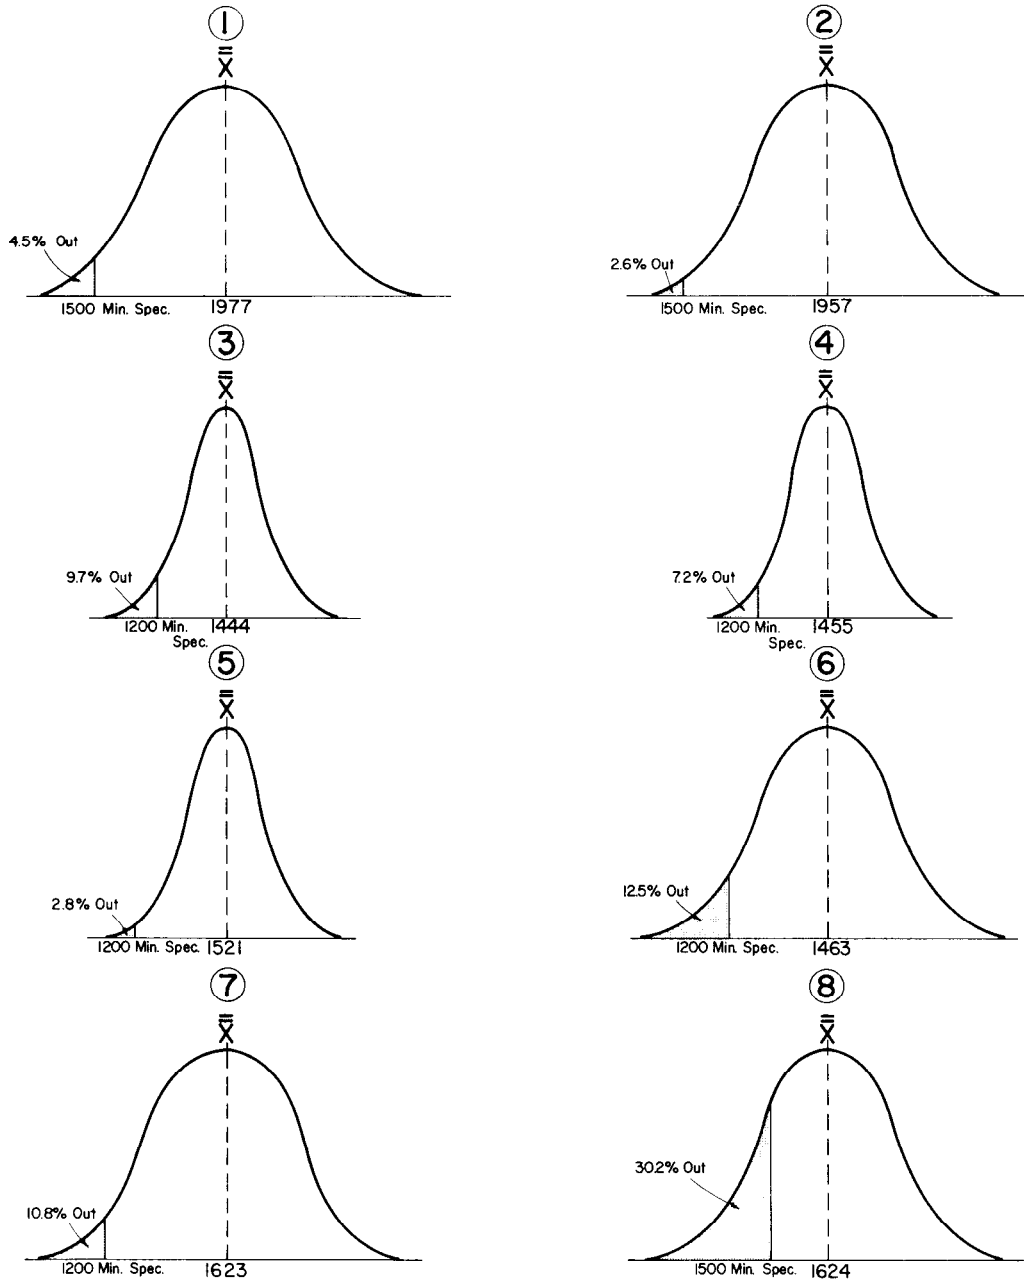 1
X̿
4.5% Out
1500 Min. Spec.
1977
2
X̿
2.6% Out
1500 Min. Spec.
1957
3
X̿
9.7% Out
1200 Min.
Spec.
1444
4
X̿
7.2% Out
1200 Min.
Spec.
1455
5
X̿
2.8% Out
1200 Min. Spec.
1521
6
X̿
12.5% Out
1200 Min. Spec.
1463
7
X̿
10.8% Out
1200 Min. Spec.
1623
8
X̿
30.2% Out
1500 Min. Spec.
1624